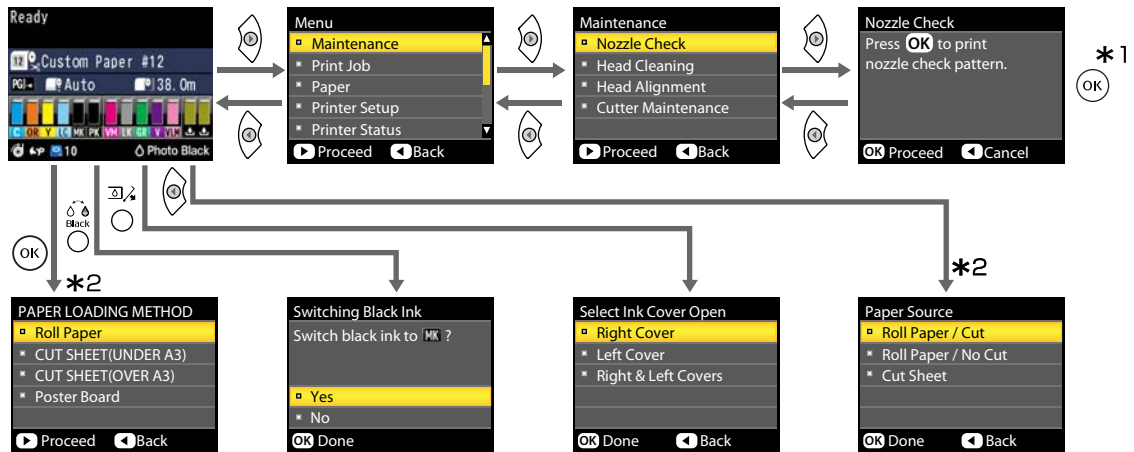 Ready
12 Custom Paper #12
PG Auto 38.0m
C OR Y LC MK PK VM LK GR V VLM
10 Photo Black
Menu
Maintenance
Print Job
Paper
Printer Setup
Printer Status
Proceed Back
Maintenance
Nozzle Check
Head Cleaning
Head Alignment
Cutter Maintenance
Proceed Back
Nozzle Check
Press OK to print
nozzle check pattern.
OK Proceed Cancel
*1
OK
OK
Black
*2
*2
PAPER LOADING METHOD
Roll Paper
CUT SHEET(UNDER A3)
CUT SHEET(OVER A3)
Poster Board
Proceed Back
Switching Black Ink
Switch black ink to MK ?
Yes
No
OK Done
Select Ink Cover Open
Right Cover
Left Cover
Right & Left Covers
OK Done Back
Paper Source
Roll Paper / Cut
Roll Paper / No Cut
Cut Sheet
OK Done Back